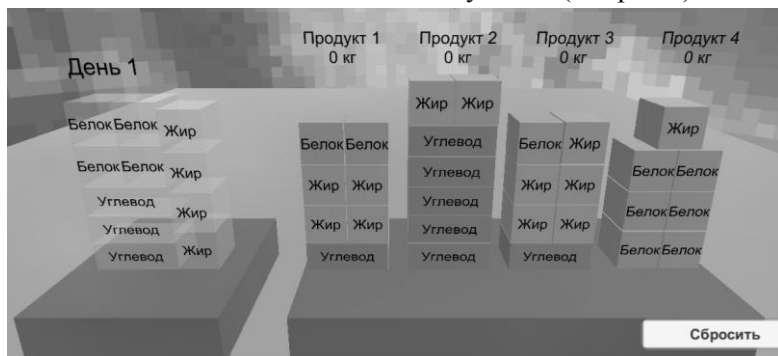 День 1
Продукт 1
0 кг
Продукт 2
0 кг
Продукт 3
0 кг
Продукт 4
0 кг
Белок Белок Жир
Белок Белок Жир
Углевод Жир
Углевод
Углевод Жир
Белок Белок
Жир Жир
Жир Жир
Углевод
Жир Жир
Углевод
Углевод
Углевод
Углевод
Углевод
Белок Жир
Жир Жир
Жир Жир
Углевод
Жир
Белок Белок
Белок Белок
Белок Белок
Сбросить